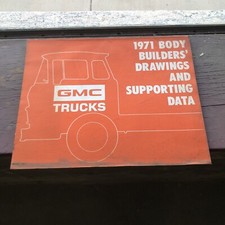 1971 BODY
BUILDERS'
DRAWINGS
AND
SUPPORTING
DATA
GMC
TRUCKS